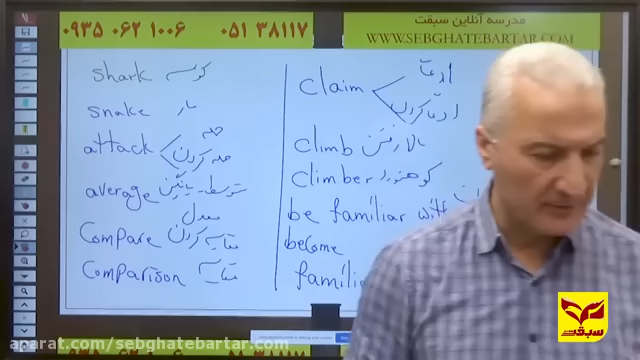 مدرسه آنلاین سبقت
۰۹۳۵ ۰۶۲ ۱۰۰۶ ۰۵۱ ۳۸۱۱۷
WWW.SEBGHATEBARTAR.COM
shark کوسه
snake مار
attack حمله
حمله کردن
average متوسط - میانگین
معدل
Compare مقایسه کردن
Comparison مقایسه
claim ادعا
ادعا کردن
climb بالا رفتن
climber کوهنورد
be familiar with
become
سبقت
aparat.com/sebghatebartar.com